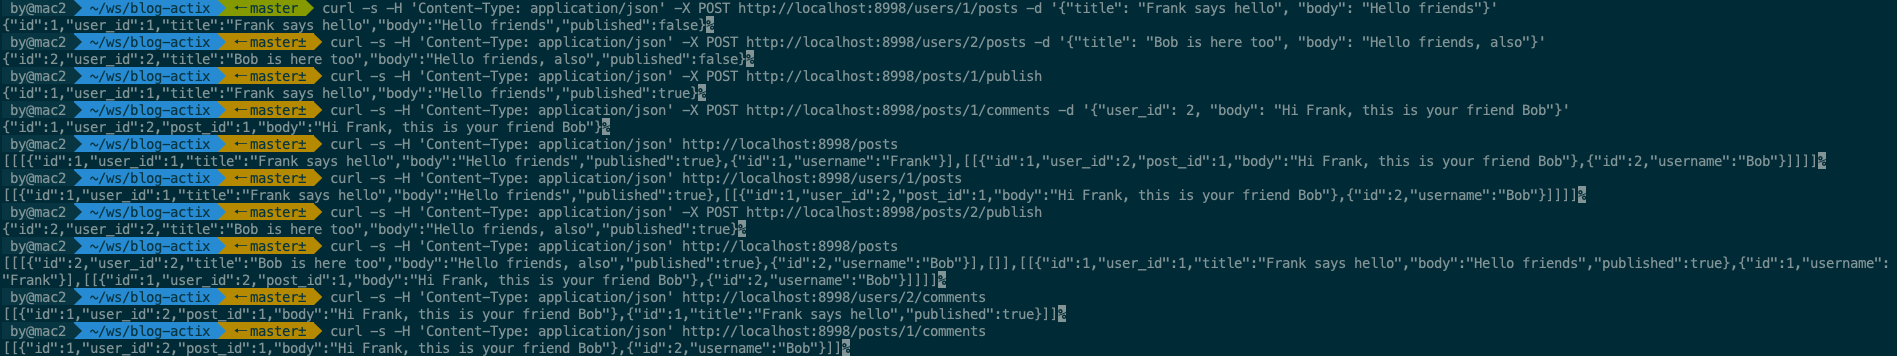 by@mac2 ~/ws/blog-actix ←master curl -s -H 'Content-Type: application/json' -X POST http://localhost:8998/users/1/posts -d '{"title": "Frank says hello", "body": "Hello friends"}'
{"id":1,"user_id":1,"title":"Frank says hello","body":"Hello friends","published":false}%
by@mac2 ~/ws/blog-actix ←master± curl -s -H 'Content-Type: application/json' -X POST http://localhost:8998/users/2/posts -d '{"title": "Bob is here too", "body": "Hello friends, also"}'
{"id":2,"user_id":2,"title":"Bob is here too","body":"Hello friends, also","published":false}%
by@mac2 ~/ws/blog-actix ←master± curl -s -H 'Content-Type: application/json' -X POST http://localhost:8998/posts/1/publish
{"id":1,"user_id":1,"title":"Frank says hello","body":"Hello friends","published":true}%
by@mac2 ~/ws/blog-actix ←master± curl -s -H 'Content-Type: application/json' -X POST http://localhost:8998/posts/1/comments -d '{"user_id": 2, "body": "Hi Frank, this is your friend Bob"}'
{"id":1,"user_id":2,"post_id":1,"body":"Hi Frank, this is your friend Bob"}%
by@mac2 ~/ws/blog-actix ←master± curl -s -H 'Content-Type: application/json' http://localhost:8998/posts
[[[{"id":1,"user_id":1,"title":"Frank says hello","body":"Hello friends","published":true},{"id":1,"username":"Frank"}],[[{"id":1,"user_id":2,"post_id":1,"body":"Hi Frank, this is your friend Bob"},{"id":2,"username":"Bob"}]]]]%
by@mac2 ~/ws/blog-actix ←master± curl -s -H 'Content-Type: application/json' http://localhost:8998/users/1/posts
[[{"id":1,"user_id":1,"title":"Frank says hello","body":"Hello friends","published":true},[[{"id":1,"user_id":2,"post_id":1,"body":"Hi Frank, this is your friend Bob"},{"id":2,"username":"Bob"}]]]]%
by@mac2 ~/ws/blog-actix ←master± curl -s -H 'Content-Type: application/json' -X POST http://localhost:8998/posts/2/publish
{"id":2,"user_id":2,"title":"Bob is here too","body":"Hello friends, also","published":true}%
by@mac2 ~/ws/blog-actix ←master± curl -s -H 'Content-Type: application/json' http://localhost:8998/posts
[[[{"id":2,"user_id":2,"title":"Bob is here too","body":"Hello friends, also","published":true},{"id":2,"username":"Bob"}],[]],[[{"id":1,"user_id":1,"title":"Frank says hello","body":"Hello friends","published":true},{"id":1,"username":
"Frank"}],[[{"id":1,"user_id":2,"post_id":1,"body":"Hi Frank, this is your friend Bob"},{"id":2,"username":"Bob"}]]]]%
by@mac2 ~/ws/blog-actix ←master± curl -s -H 'Content-Type: application/json' http://localhost:8998/users/2/comments
[[{"id":1,"user_id":2,"post_id":1,"body":"Hi Frank, this is your friend Bob"},{"id":1,"title":"Frank says hello","published":true}]]%
by@mac2 ~/ws/blog-actix ←master± curl -s -H 'Content-Type: application/json' http://localhost:8998/posts/1/comments
[[{"id":1,"user_id":2,"post_id":1,"body":"Hi Frank, this is your friend Bob"},{"id":2,"username":"Bob"}]]%